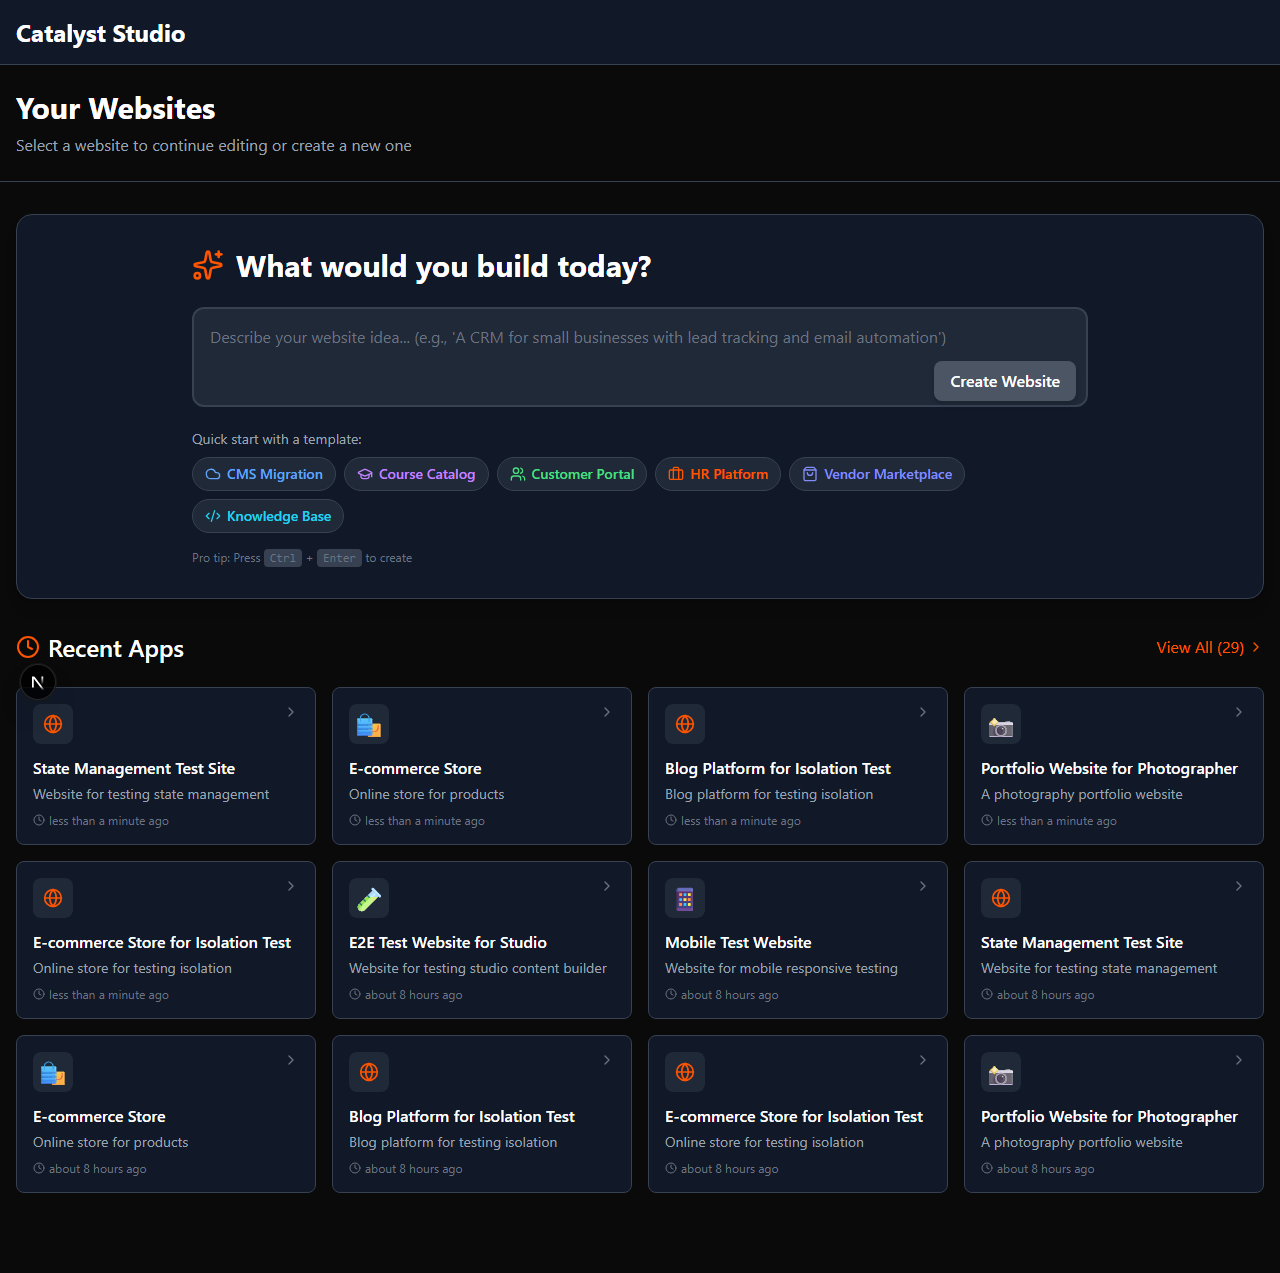 Catalyst Studio
Your Websites
Select a website to continue editing or create a new one
What would you build today?
Describe your website idea... (e.g., 'A CRM for small businesses with lead tracking and email automation')
Create Website
Quick start with a template:
CMS Migration
Course Catalog
Customer Portal
HR Platform
Vendor Marketplace
Knowledge Base
Pro tip: Press Ctrl + Enter to create
Recent Apps
View All (29)
N
State Management Test Site
Website for testing state management
less than a minute ago
E-commerce Store
Online store for products
less than a minute ago
Blog Platform for Isolation Test
Blog platform for testing isolation
less than a minute ago
Portfolio Website for Photographer
A photography portfolio website
less than a minute ago
E-commerce Store for Isolation Test
Online store for testing isolation
less than a minute ago
E2E Test Website for Studio
Website for testing studio content builder
about 8 hours ago
Mobile Test Website
Website for mobile responsive testing
about 8 hours ago
State Management Test Site
Website for testing state management
about 8 hours ago
E-commerce Store
Online store for products
about 8 hours ago
Blog Platform for Isolation Test
Blog platform for testing isolation
about 8 hours ago
E-commerce Store for Isolation Test
Online store for testing isolation
about 8 hours ago
Portfolio Website for Photographer
A photography portfolio website
about 8 hours ago